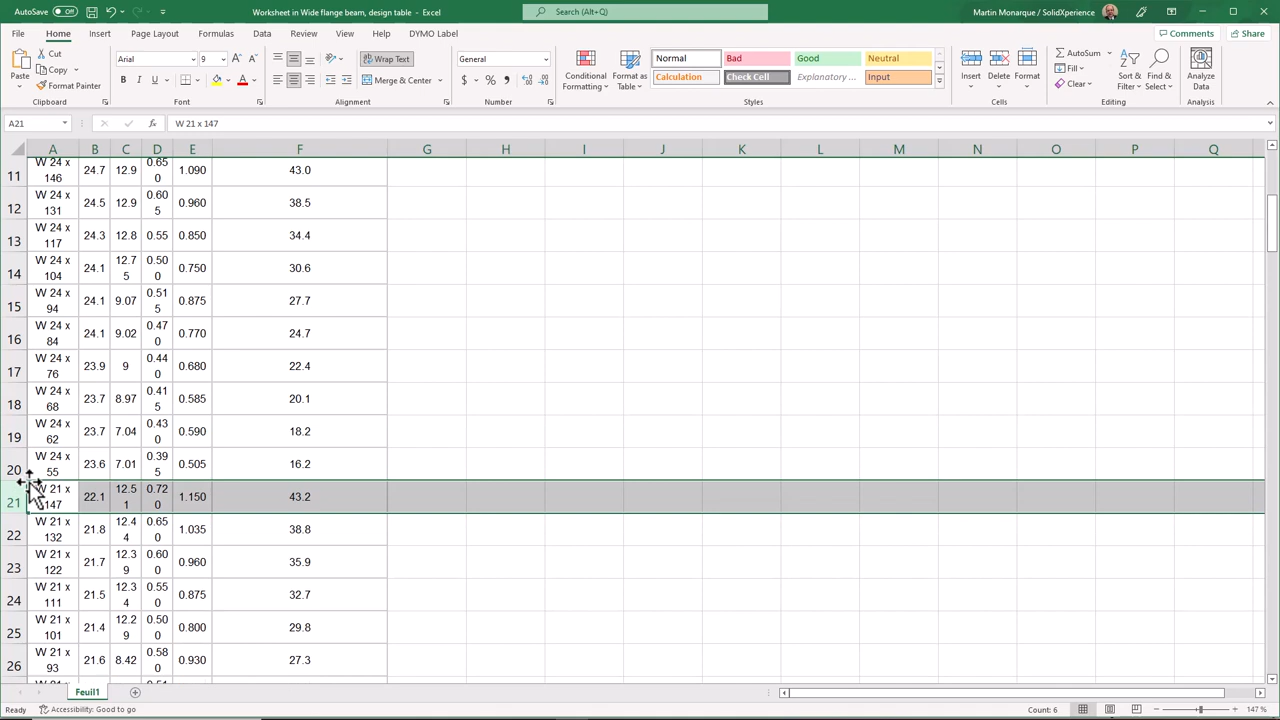 AutoSave Off
Worksheet in Wide flange beam, design table - Excel
Search (Alt+Q)
Martin Monarque / SolidXperience
File Home Insert Page Layout Formulas Data Review View Help DYMO Label
Comments Share
Paste
Cut
Copy
Format Painter
Clipboard
Arial 9
B I U
Font
Wrap Text
Merge & Center
Alignment
General
Number
Conditional Formatting
Format as Table
Normal Bad Good Neutral
Calculation Check Cell Explanatory ... Input
Styles
Insert Delete Format
Cells
AutoSum
Fill
Clear
Sort & Filter
Find & Select
Editing
Analyze Data
Analysis
A21
fx
W 21 x 147
A B C D E F G H I J K L M N O P Q
11 W 24 x 146 24.7 12.9 0.650 1.090 43.0
12 W 24 x 131 24.5 12.9 0.605 0.960 38.5
13 W 24 x 117 24.3 12.8 0.55 0.850 34.4
14 W 24 x 104 24.1 12.75 0.500 0.750 30.6
15 W 24 x 94 24.1 9.07 0.515 0.875 27.7
16 W 24 x 84 24.1 9.02 0.470 0.770 24.7
17 W 24 x 76 23.9 9 0.440 0.680 22.4
18 W 24 x 68 23.7 8.97 0.415 0.585 20.1
19 W 24 x 62 23.7 7.04 0.430 0.590 18.2
20 W 24 x 55 23.6 7.01 0.395 0.505 16.2
21 W 21 x 147 22.1 12.51 0.720 1.150 43.2
22 W 21 x 132 21.8 12.44 0.650 1.035 38.8
23 W 21 x 122 21.7 12.39 0.600 0.960 35.9
24 W 21 x 111 21.5 12.34 0.550 0.875 32.7
25 W 21 x 101 21.4 12.29 0.500 0.800 29.8
26 W 21 x 93 21.6 8.42 0.580 0.930 27.3
Feuil1
Ready
Accessibility: Good to go
Count: 6
147 %